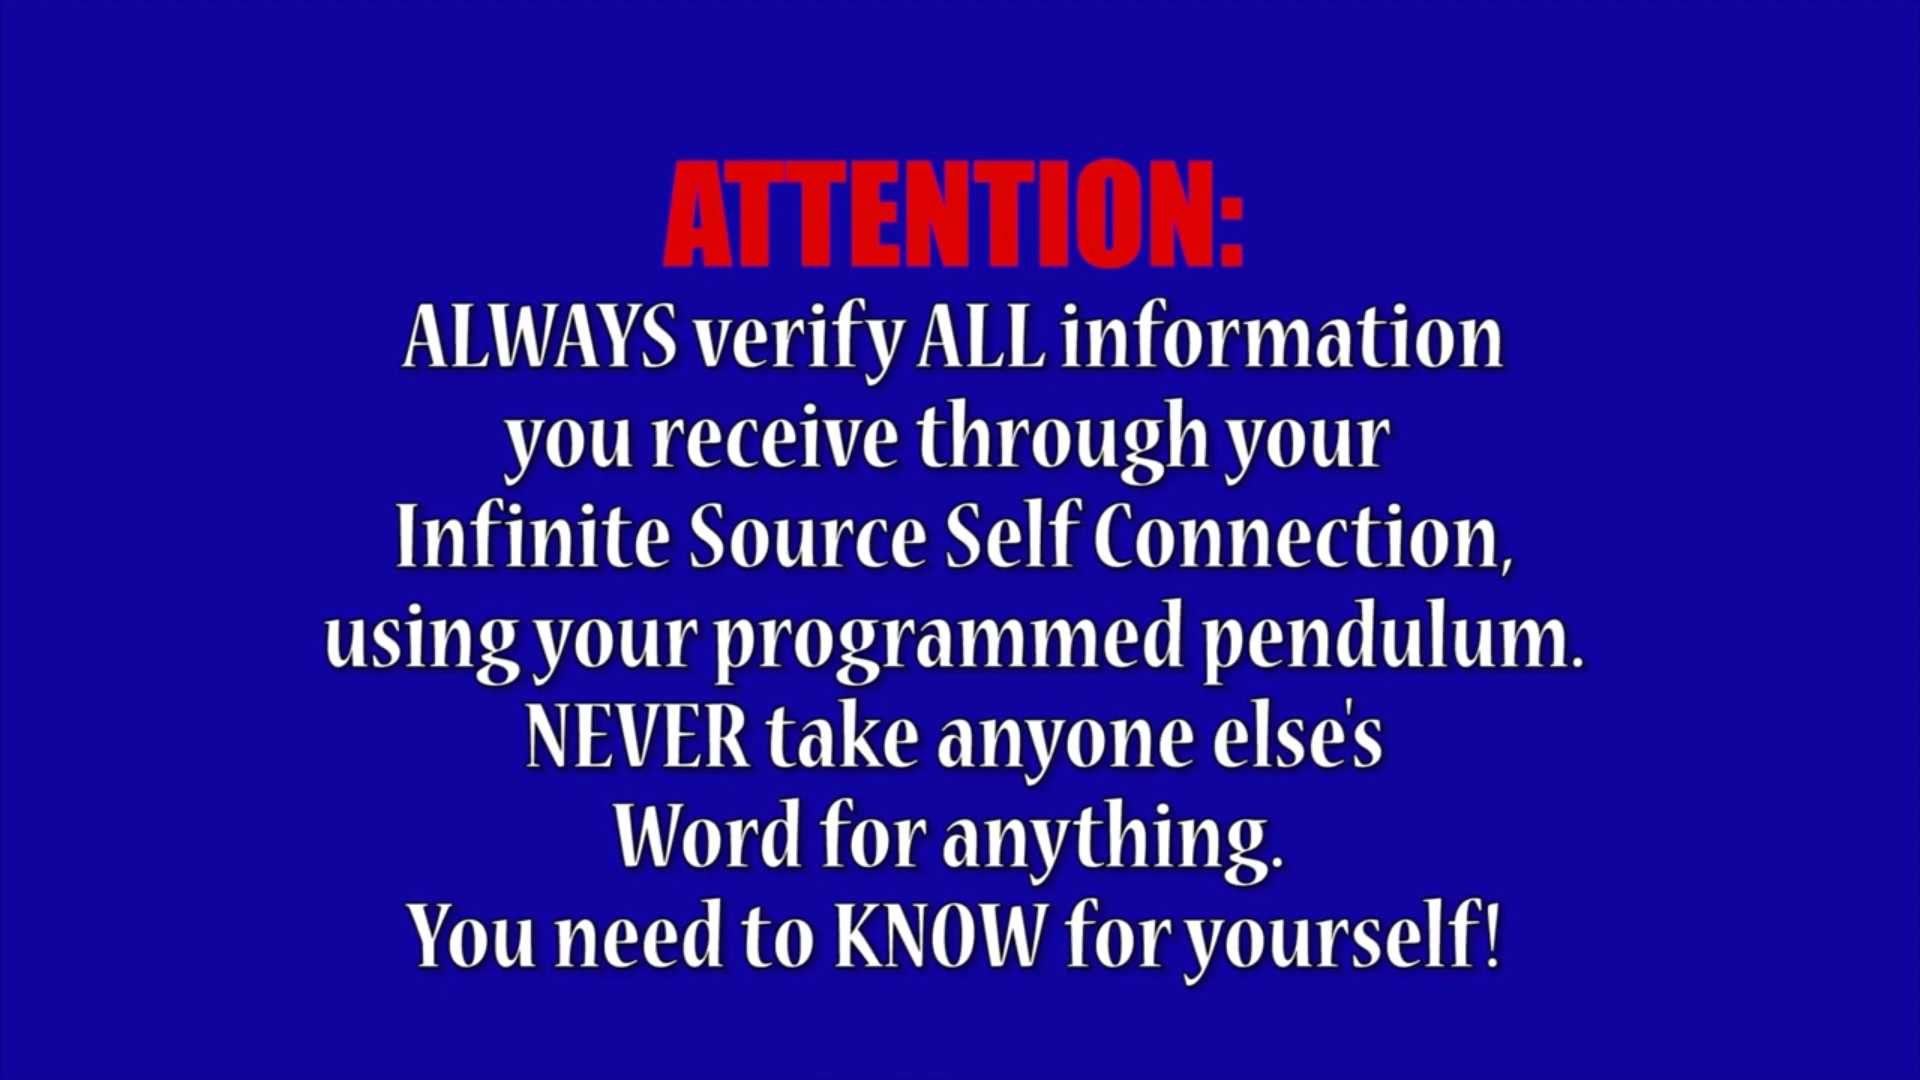 ATTENTION:
ALWAYS verify ALL information
you receive through your
Infinite Source Self Connection,
using your programmed pendulum.
NEVER take anyone else's
Word for anything.
You need to KNOW for yourself!